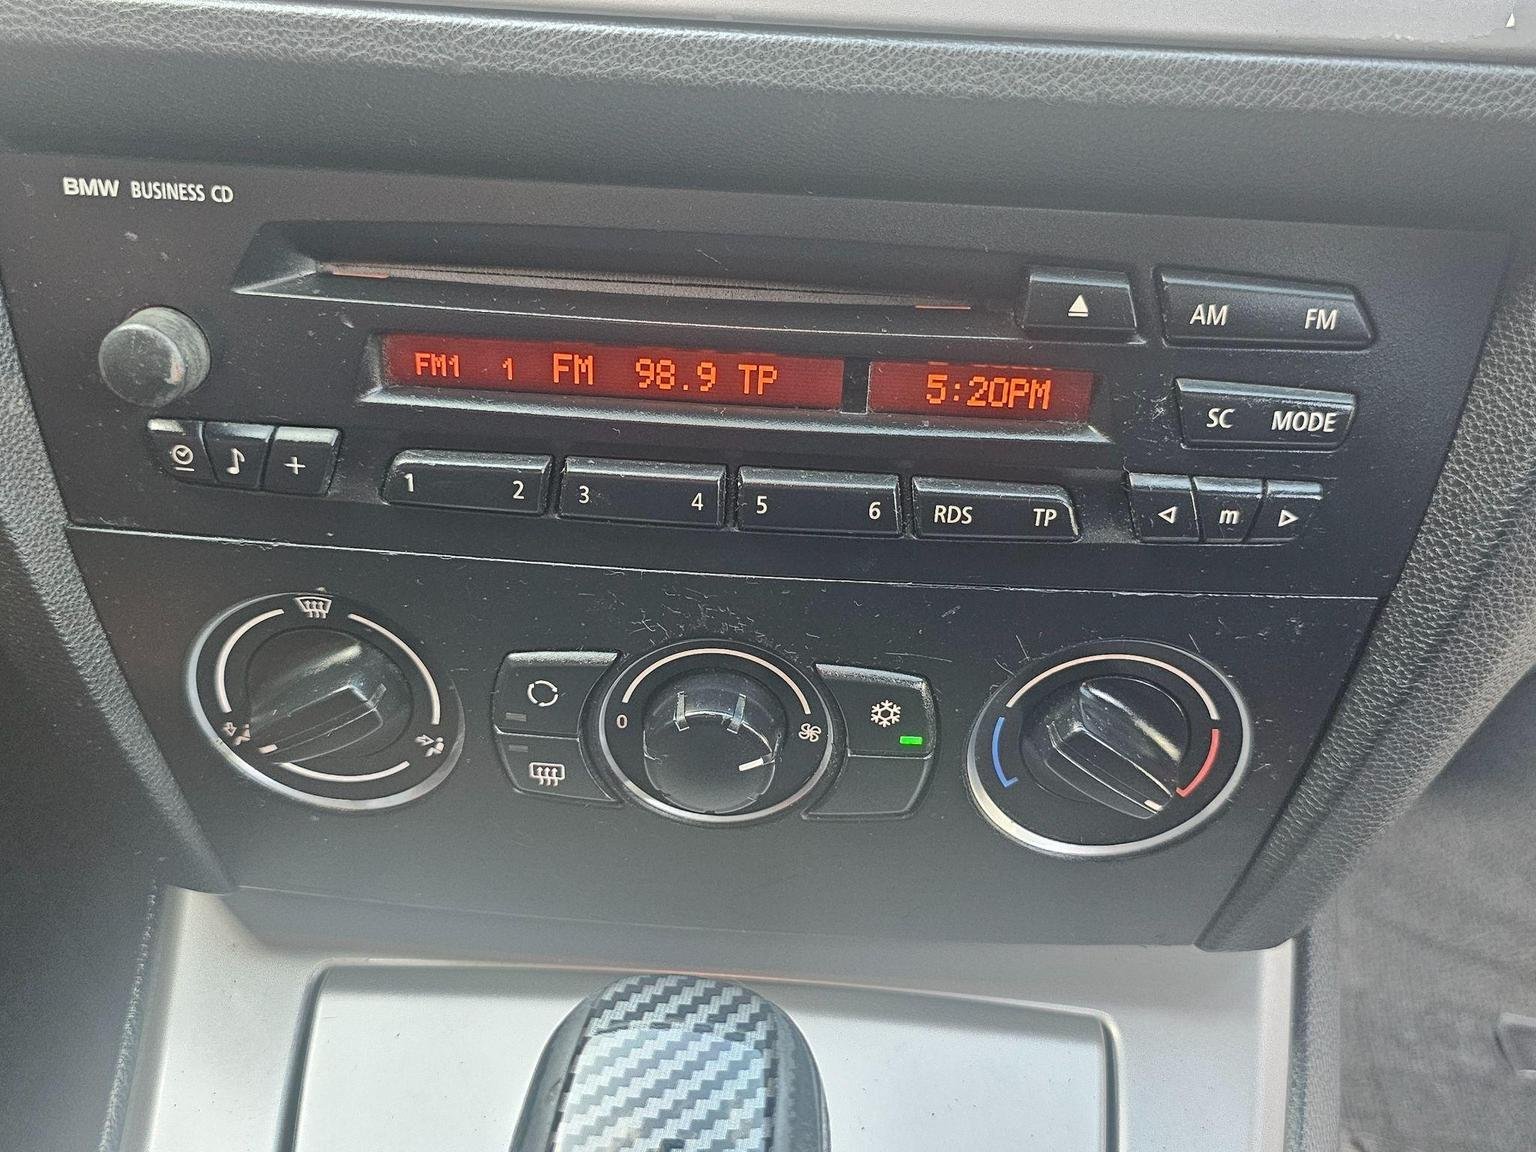 BMW BUSINESS CD
AM FM
FM1 1 FM 98.9 TP 5:20PM
SC MODE
1 2 3 4 5 6 RDS TP m
0